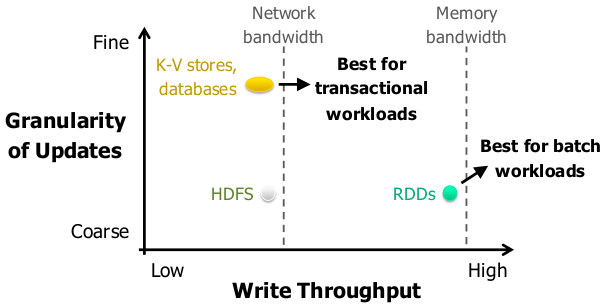 Network
bandwidth
Memory
bandwidth
Fine
K-V stores,
databases
Best for
transactional
workloads
Granularity
of Updates
Best for batch
workloads
HDFS
RDDs
Coarse
Low
High
Write Throughput